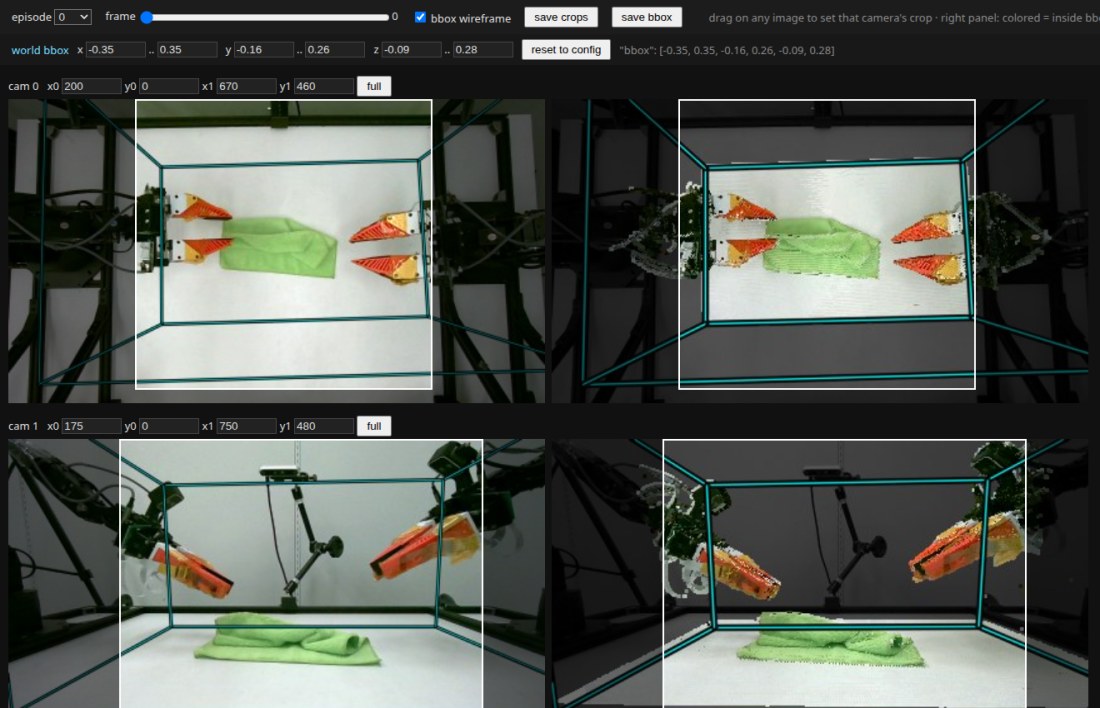 episode 0 frame 0 bbox wireframe save crops save bbox drag on any image to set that camera's crop · right panel: colored = inside bb
world bbox x -0.35 .. 0.35 y -0.16 .. 0.26 z -0.09 .. 0.28 reset to config "bbox": [-0.35, 0.35, -0.16, 0.26, -0.09, 0.28]
cam 0 x0 200 y0 0 x1 670 y1 460 full
cam 1 x0 175 y0 0 x1 750 y1 480 full